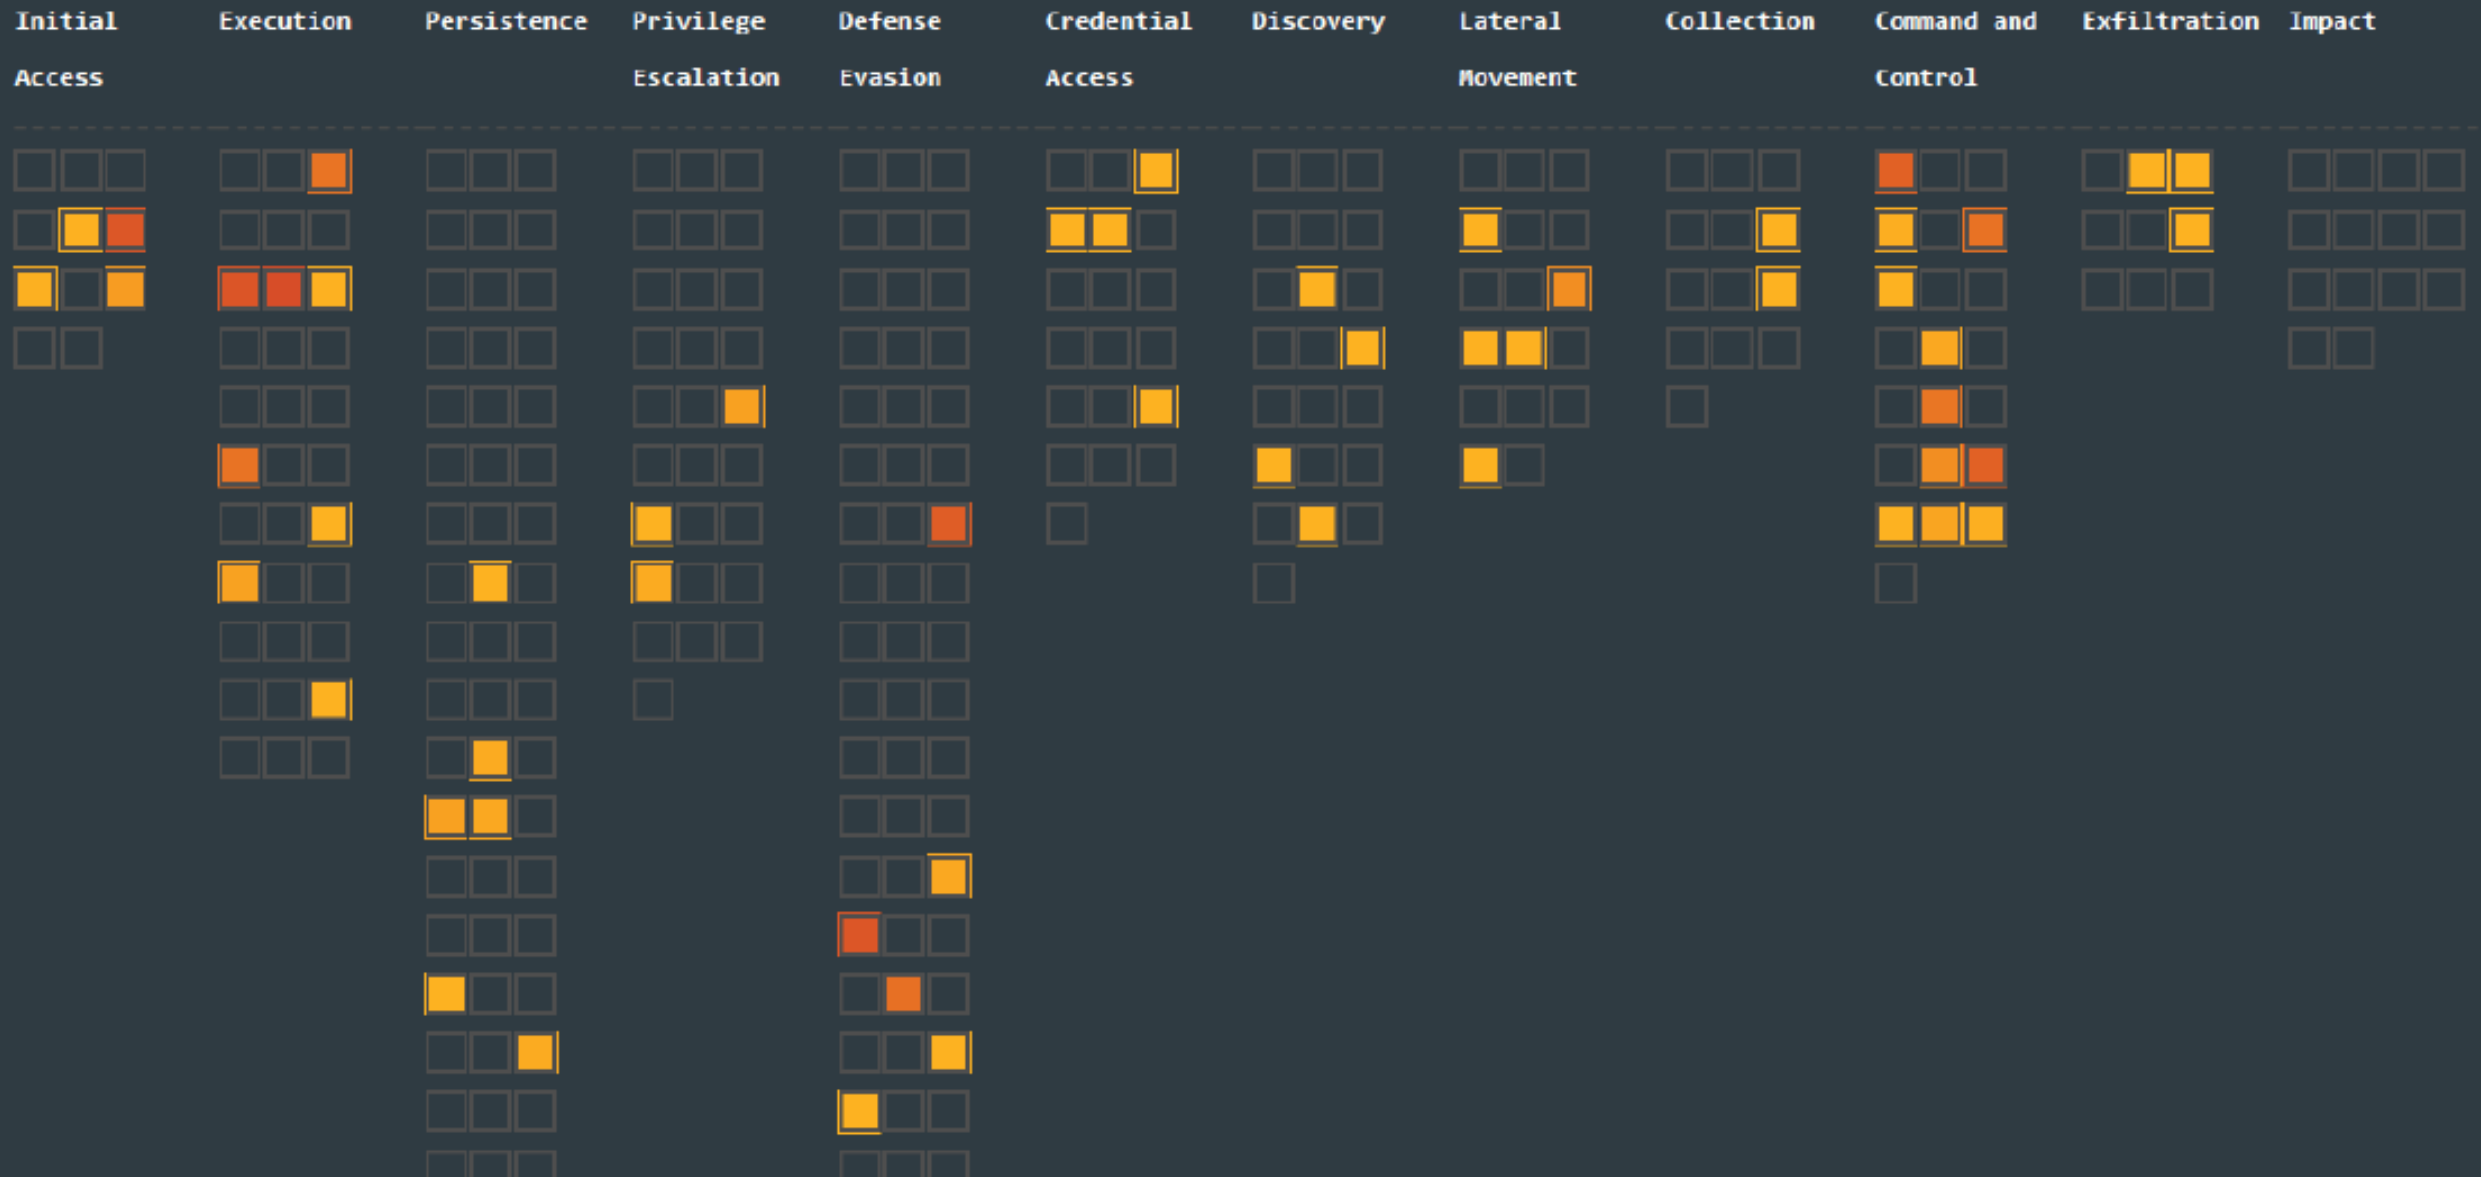 Initial Access
Execution
Persistence
Privilege Escalation
Defense Evasion
Credential Access
Discovery
Lateral Movement
Collection
Command and Control
Exfiltration
Impact